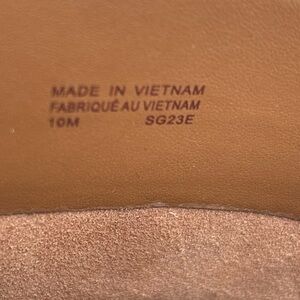 MADE IN VIETNAM
FABRIQUÉ AU VIETNAM
10M SG23E